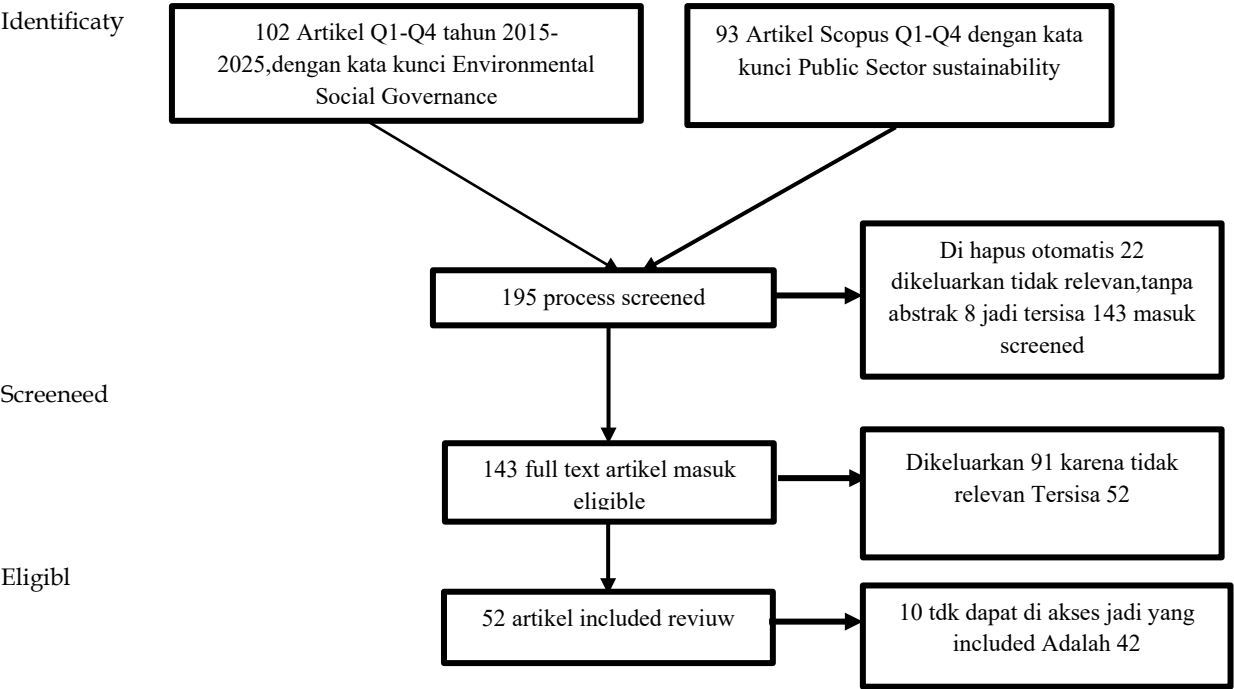 Identificaty
102 Artikel Q1-Q4 tahun 2015-
2025,dengan kata kunci Environmental
Social Governance
93 Artikel Scopus Q1-Q4 dengan kata
kunci Public Sector sustainability
195 process screened
Di hapus otomatis 22
dikeluarkan tidak relevan,tanpa
abstrak 8 jadi tersisa 143 masuk
screened
Screeneed
143 full text artikel masuk
eligible
Dikeluarkan 91 karena tidak
relevan Tersisa 52
Eligibl
52 artikel included reviuw
10 tdk dapat di akses jadi yang
included Adalah 42